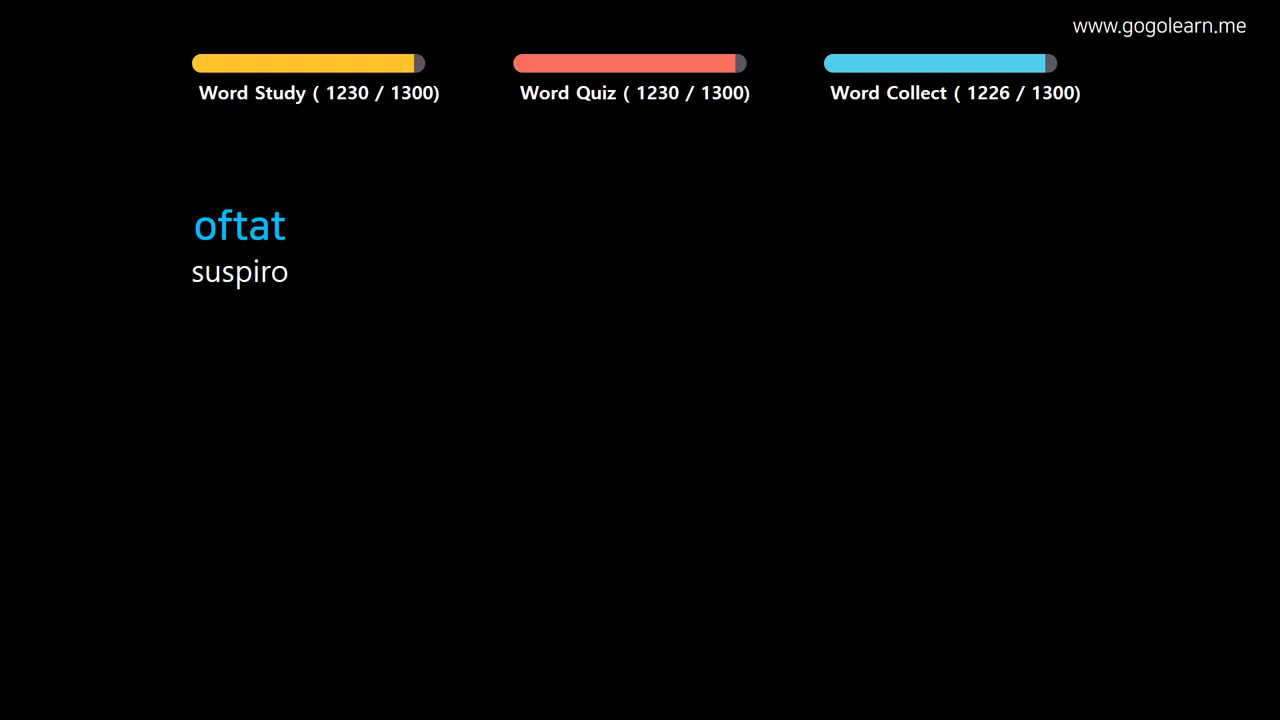 www.gogolearn.me
Word Study ( 1230 / 1300)
Word Quiz ( 1230 / 1300)
Word Collect ( 1226 / 1300)
oftat
suspiro